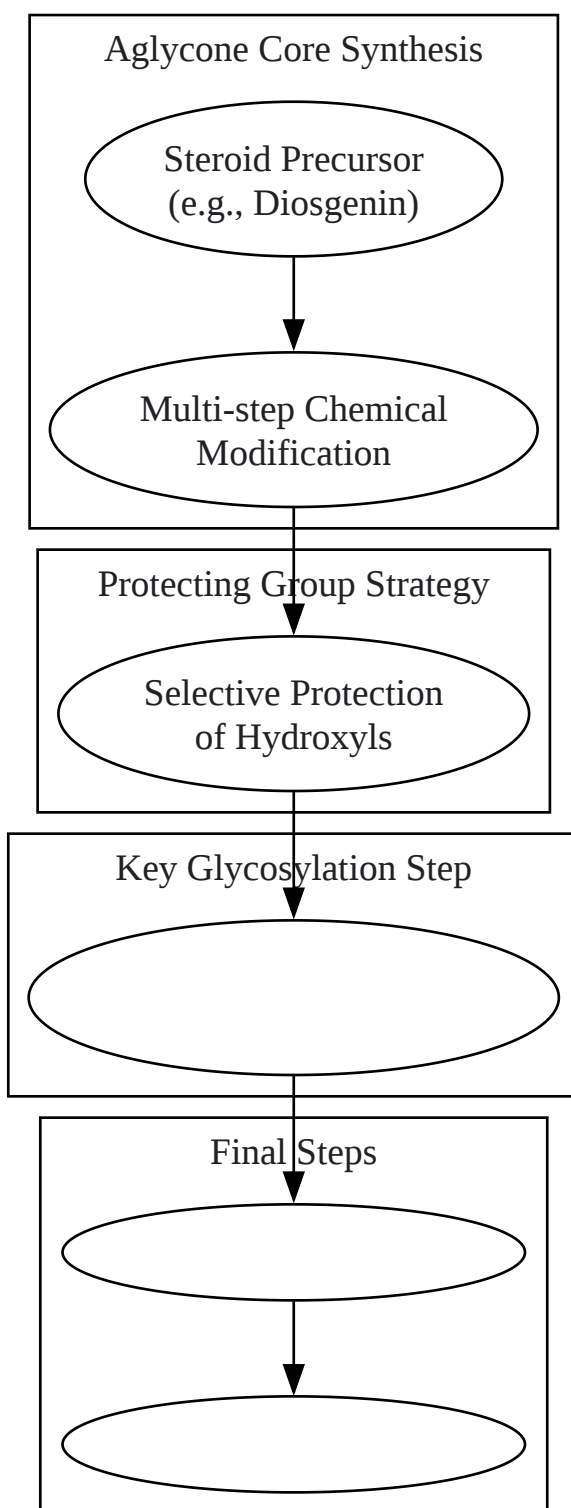 Aglycone Core Synthesis
Steroid Precursor
(e.g., Diosgenin)
Multi-step Chemical
Modification
Protecting Group Strategy
Selective Protection
of Hydroxyls
Key Glycosylation Step
Final Steps